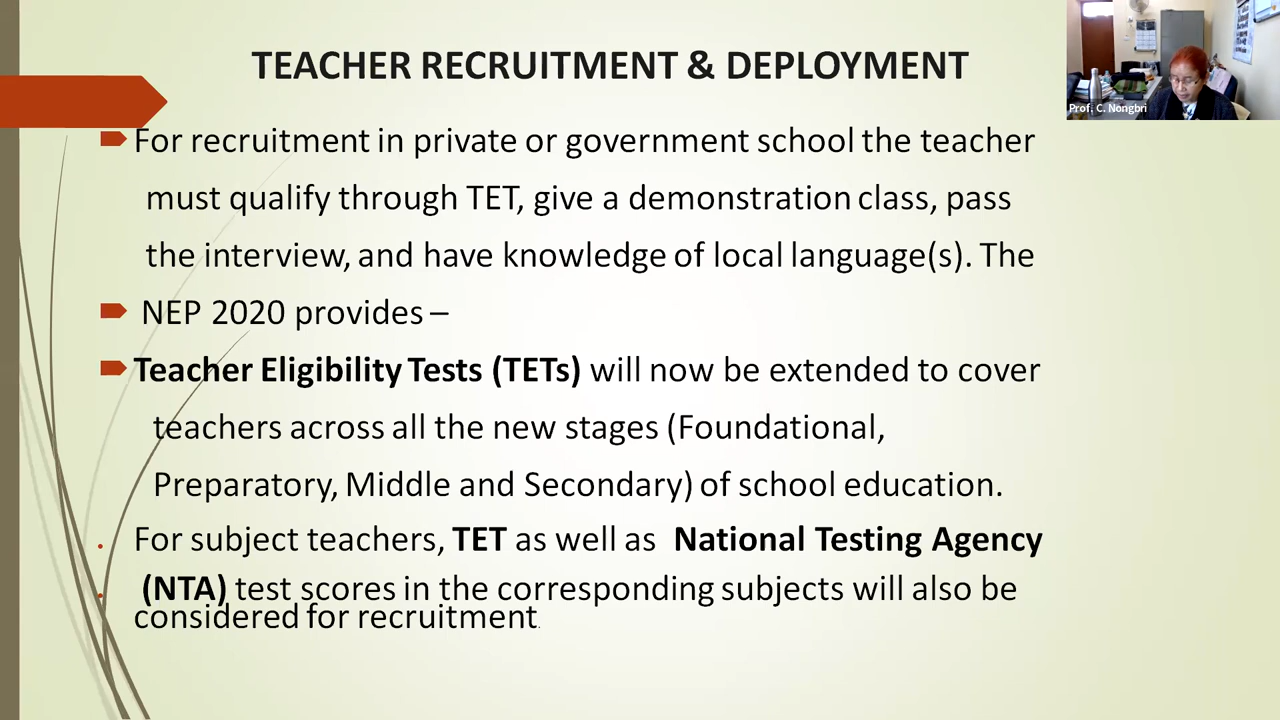 TEACHER RECRUITMENT & DEPLOYMENT
Prof. C. Nongbri
For recruitment in private or government school the teacher
must qualify through TET, give a demonstration class, pass
the interview, and have knowledge of local language(s). The
NEP 2020 provides –
Teacher Eligibility Tests (TETs) will now be extended to cover
teachers across all the new stages (Foundational,
Preparatory, Middle and Secondary) of school education.
For subject teachers, TET as well as National Testing Agency
(NTA) test scores in the corresponding subjects will also be
considered for recruitment.